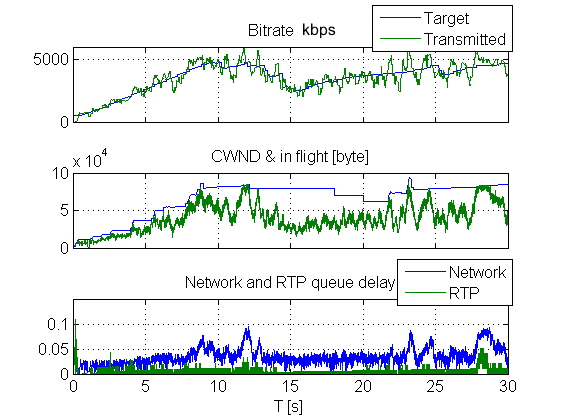 Bitrate kbps
Target
Transmitted
5000
0
CWND & in flight [byte]
x 10^4
10
5
0
Network and RTP queue delay
Network
RTP
0.1
0.05
0
0 5 10 15 20 25 30
T [s]